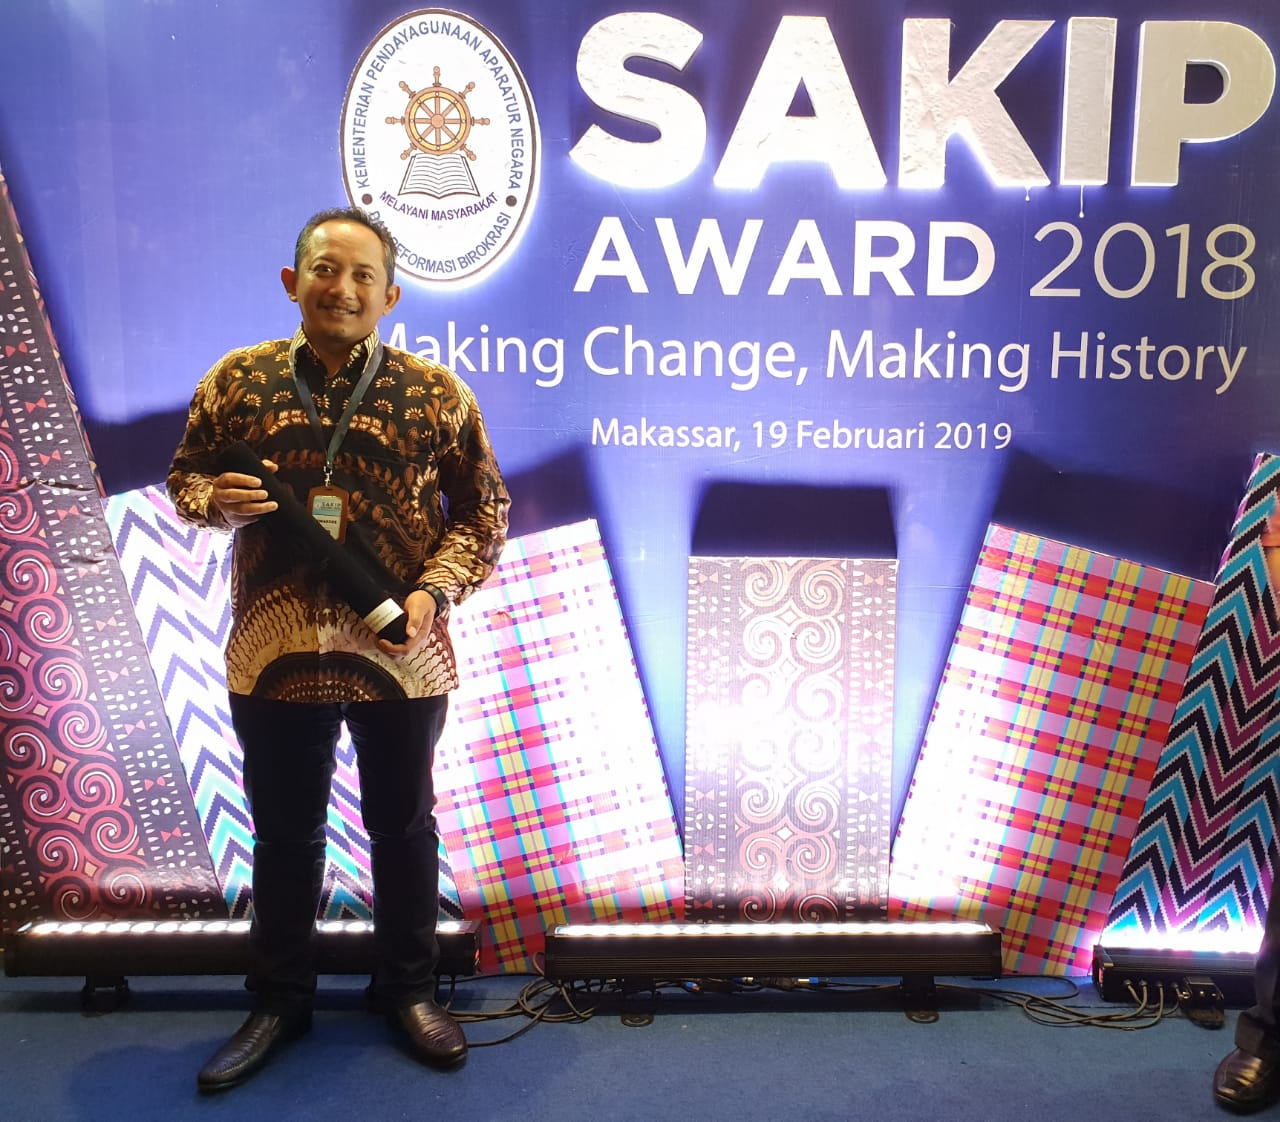 KEMENTERIAN PENDAYAGUNAAN APARATUR NEGARA
REFORMASI BIROKRASI
MELAYANI MASYARAKAT
SAKIP
AWARD 2018
Making Change, Making History
Makassar, 19 Februari 2019
SAKIP